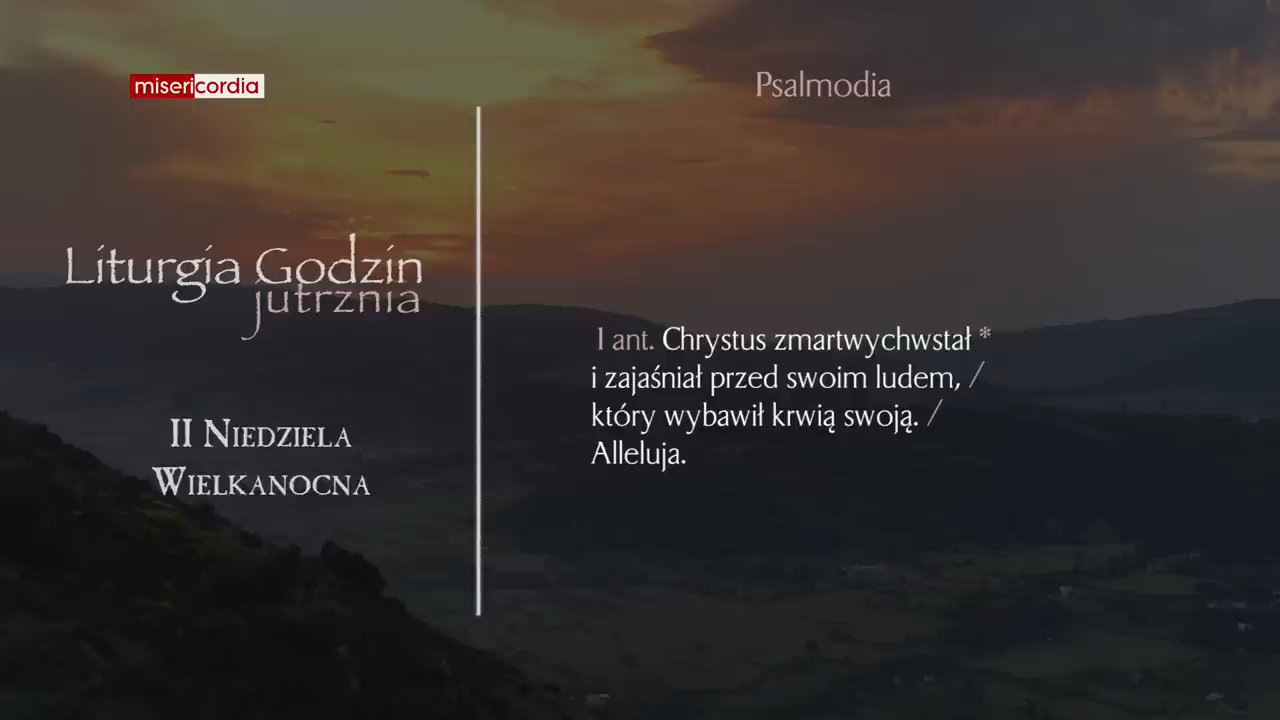 misericordia
Psalmodia
Liturgia Godzin
jutrznia
II Niedziela
Wielkanocna
1 ant. Chrystus zmartwychwstał *
i zajaśniał przed swoim ludem, /
który wybawił krwią swoją. /
Alleluja.